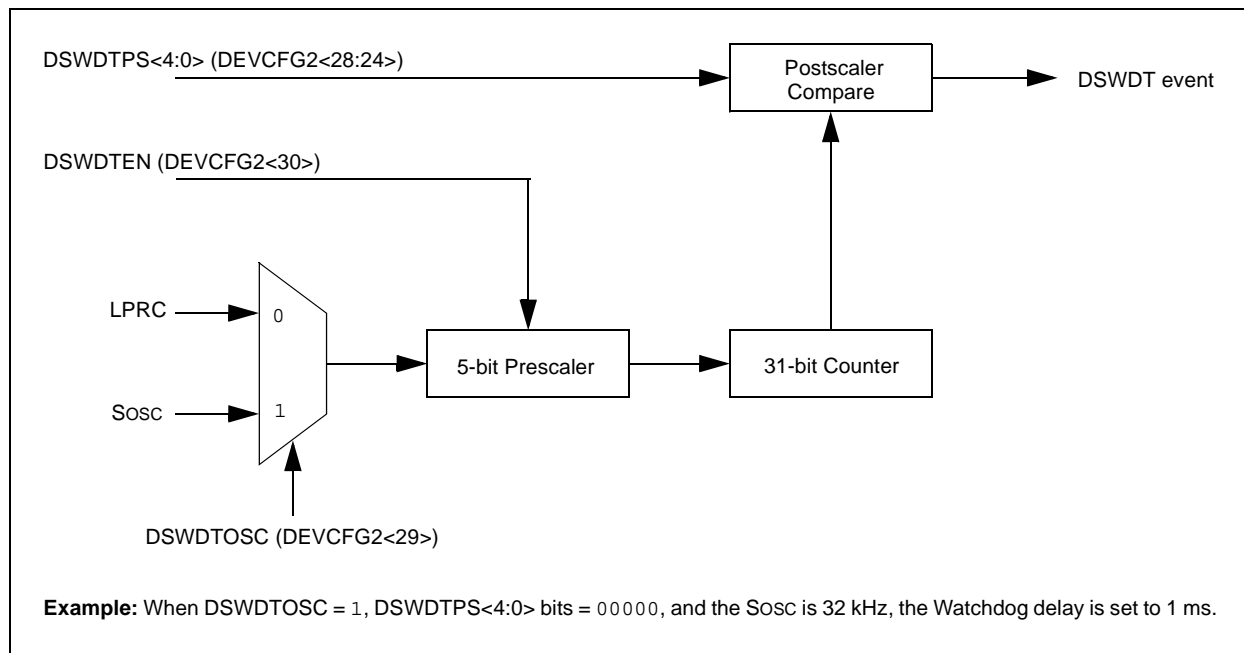 DSWDTPS<4:0> (DEVCFG2<28:24>)
Postscaler
Compare
DSWDT event
DSWDTEN (DEVCFG2<30>)
LPRC
0
5-bit Prescaler
31-bit Counter
SOSC
1
DSWDTOSC (DEVCFG2<29>)
Example: When DSWDTOSC = 1, DSWDTPS<4:0> bits = 00000, and the SOSC is 32 kHz, the Watchdog delay is set to 1 ms.